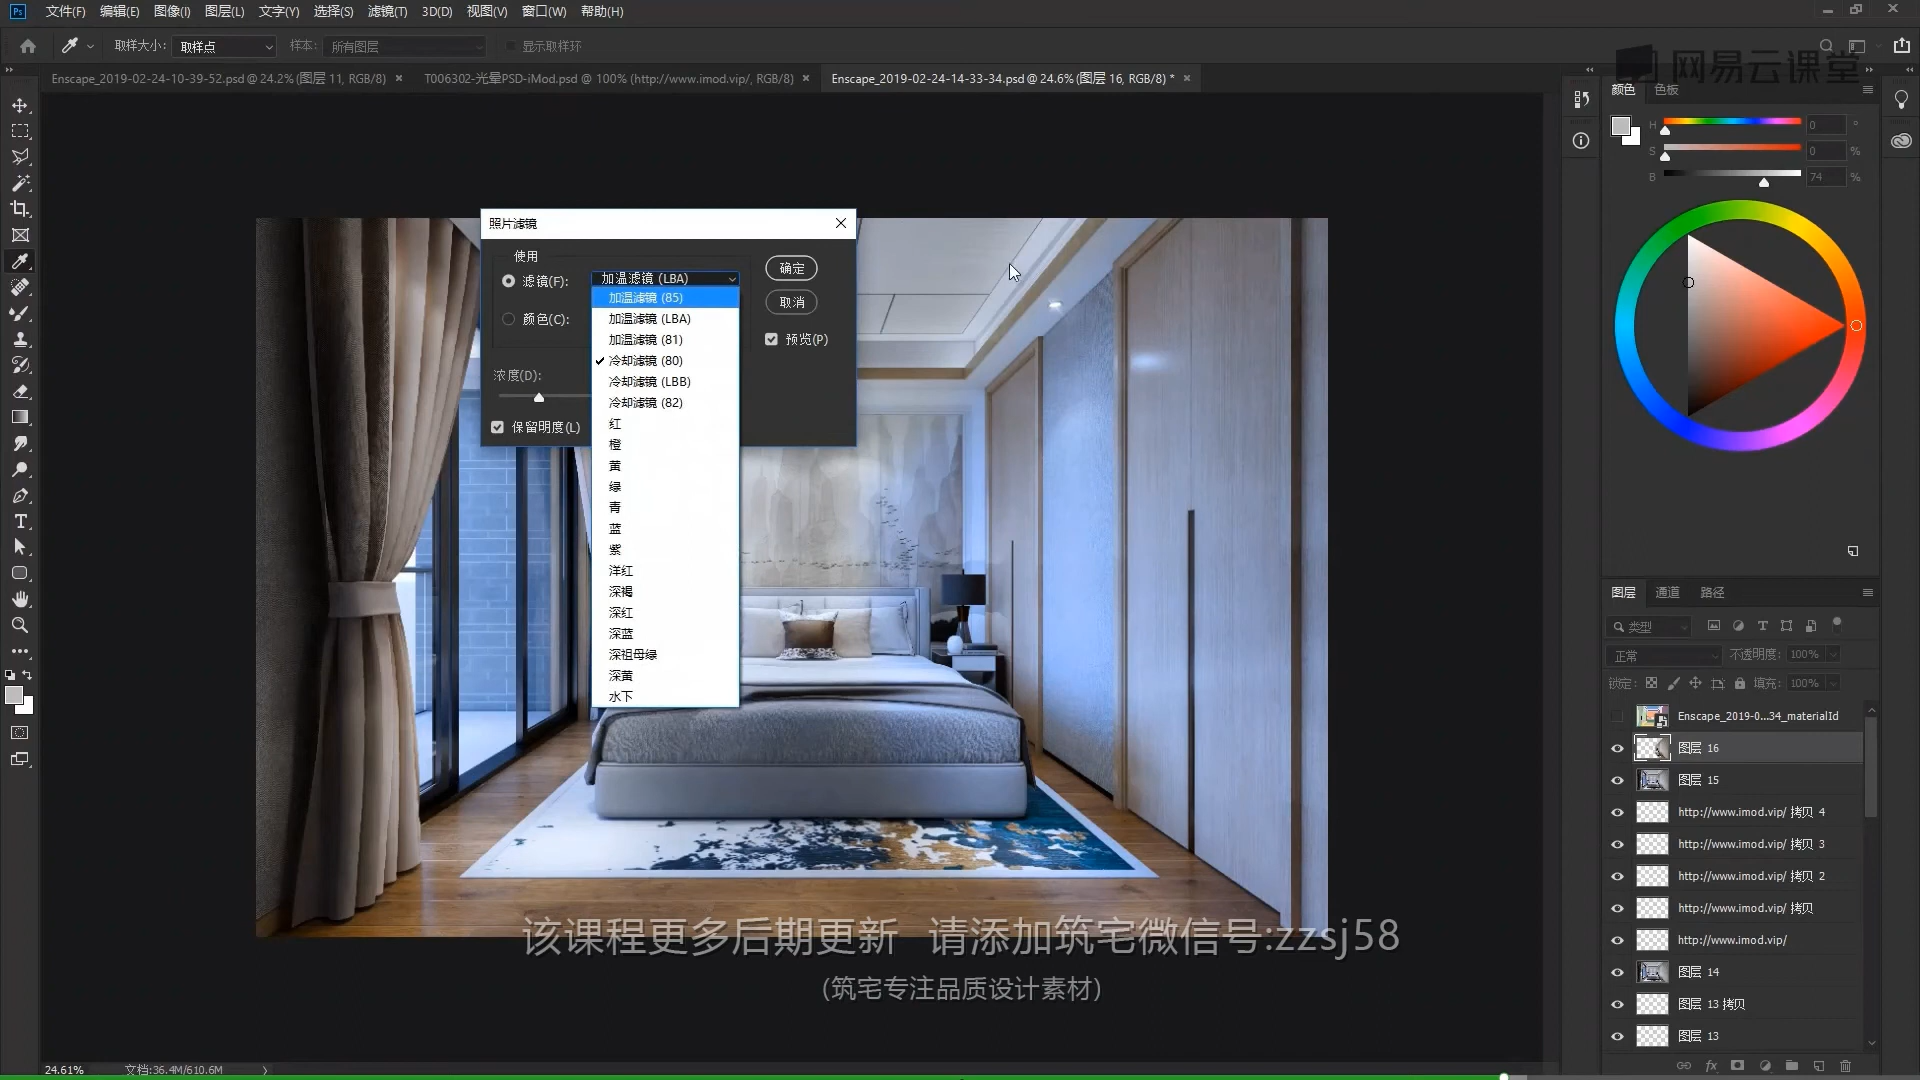 Ps 文件(F) 编辑(E) 图像(I) 图层(L) 文字(Y) 选择(S) 滤镜(T) 3D(D) 视图(V) 窗口(W) 帮助(H)
取样大小: 取样点 样本: 所有图层 显示取样环
网易云课堂
Enscape_2019-02-24-10-39-52.psd @ 24.2% (图层 11, RGB/8) ×
T006302-光晕PSD-iMod.psd @ 100% (http://www.imod.vip/, RGB/8) ×
Enscape_2019-02-24-14-33-34.psd @ 24.6% (图层 16, RGB/8) * ×
颜色 色板
H 0 °
S 0 %
B 74 %
照片滤镜
使用
滤镜(F): 加温滤镜 (LBA)
颜色(C):
浓度(D):
保留明度(L)
确定
取消
预览(P)
加温滤镜 (85)
加温滤镜 (LBA)
加温滤镜 (81)
冷却滤镜 (80)
冷却滤镜 (LBB)
冷却滤镜 (82)
红
橙
黄
绿
青
蓝
紫
洋红
深褐
深红
深蓝
深祖母绿
深黄
水下
图层 通道 路径
类型
正常 不透明度: 100%
锁定: 填充: 100%
Enscape_2019-0...34_materialId
图层 16
图层 15
http://www.imod.vip/ 拷贝 4
http://www.imod.vip/ 拷贝 3
http://www.imod.vip/ 拷贝 2
http://www.imod.vip/ 拷贝
http://www.imod.vip/
图层 14
图层 13 拷贝
图层 13
fx
该课程更多后期更新 请添加筑宅微信号:zzsj58
(筑宅专注品质设计素材)
24.61% 文档:36.4M/610.6M